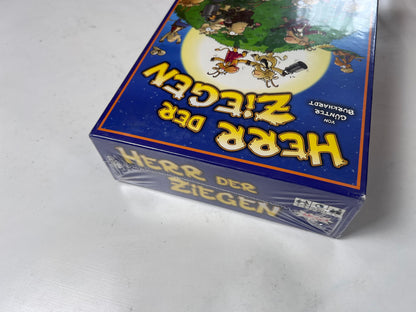 HERR DER
ZIEGEN
VON
GÜNTER
BURKHARDT
HERR DER
ZIEGEN